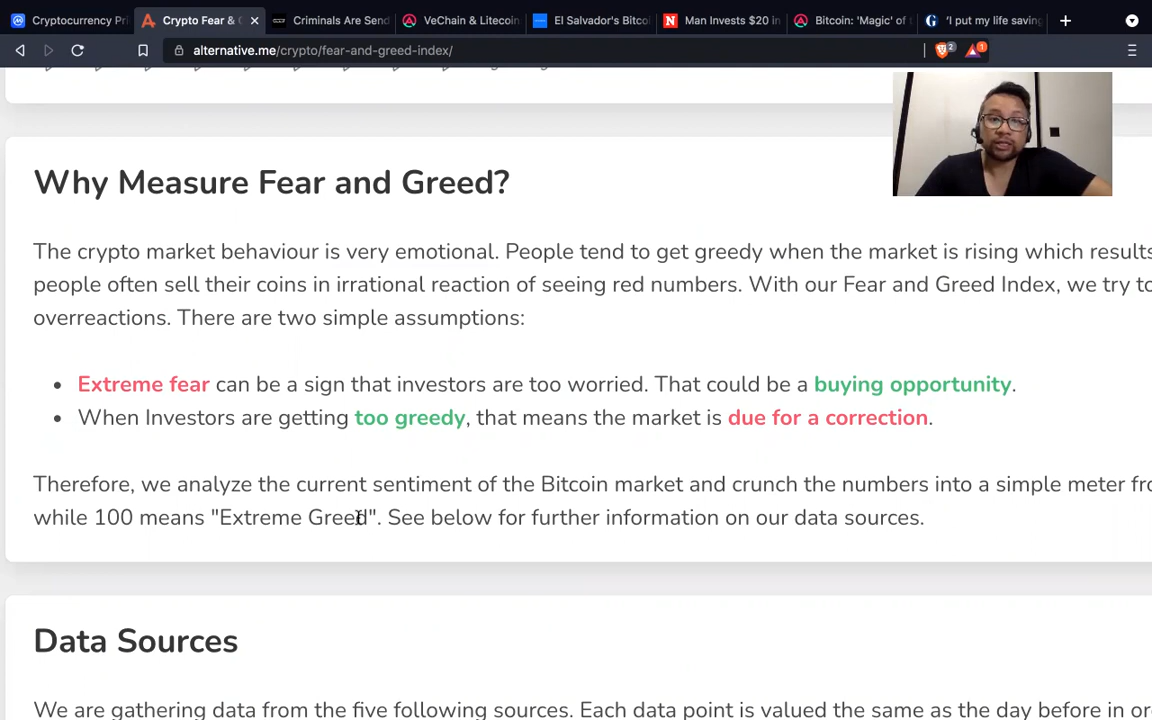 Cryptocurrency Pri
Crypto Fear & G
Criminals Are Send
VeChain & Litecoin
El Salvador's Bitco
Man Invests $20 in
Bitcoin: 'Magic' of
'I put my life saving
alternative.me/crypto/fear-and-greed-index/
2
1
Why Measure Fear and Greed?
The crypto market behaviour is very emotional. People tend to get greedy when the market is rising which results
people often sell their coins in irrational reaction of seeing red numbers. With our Fear and Greed Index, we try to
overreactions. There are two simple assumptions:
• Extreme fear can be a sign that investors are too worried. That could be a buying opportunity.
• When Investors are getting too greedy, that means the market is due for a correction.
Therefore, we analyze the current sentiment of the Bitcoin market and crunch the numbers into a simple meter fro
while 100 means "Extreme Greed". See below for further information on our data sources.
Data Sources
We are gathering data from the five following sources. Each data point is valued the same as the day before in or